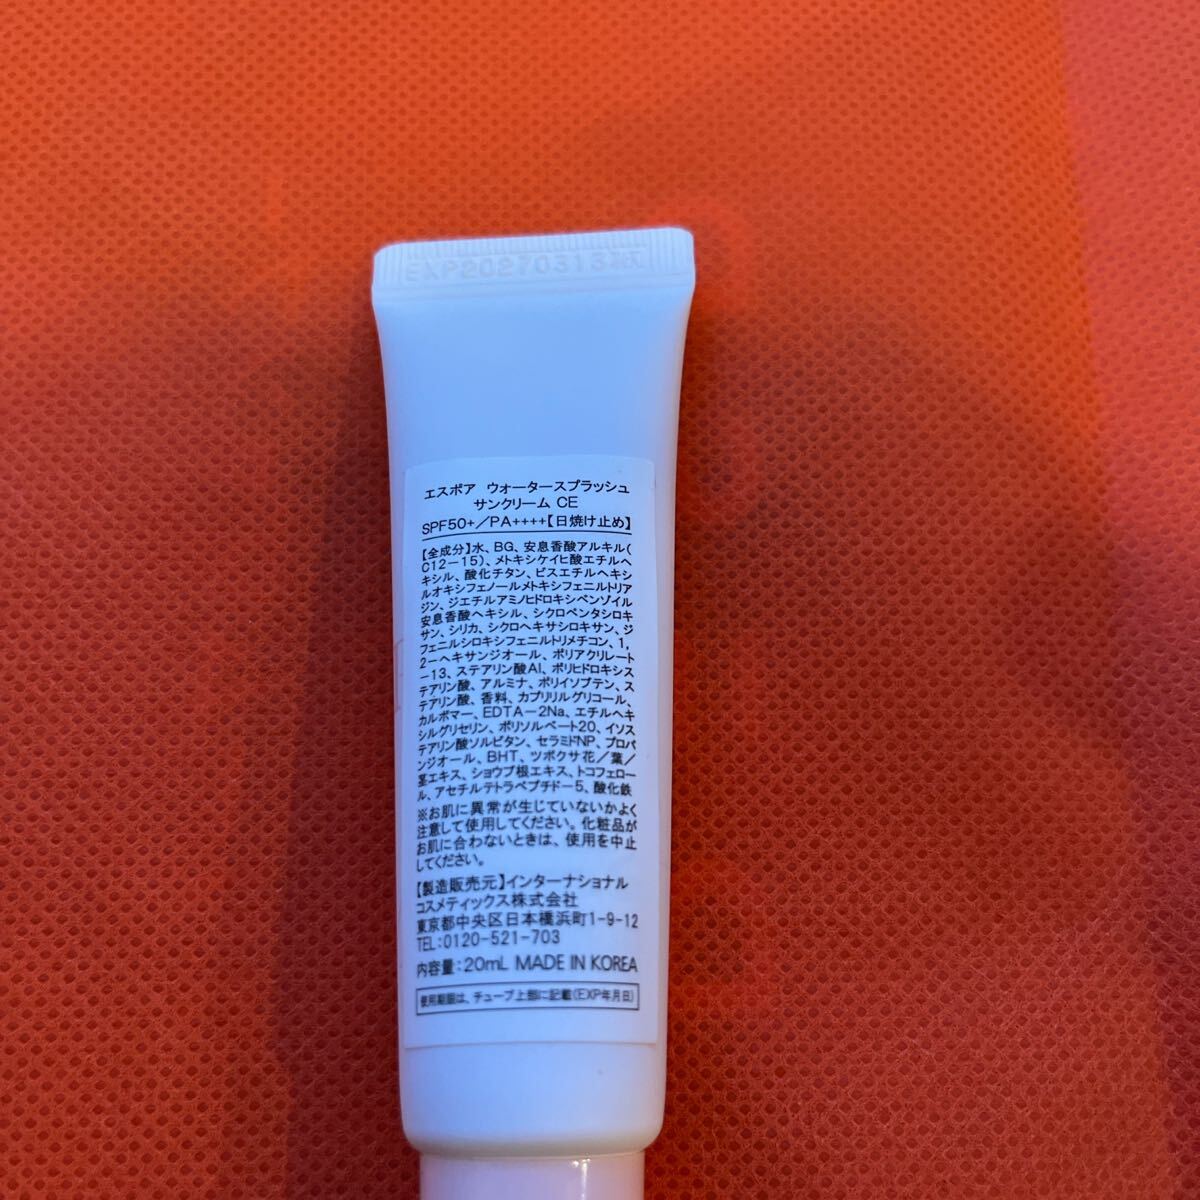 EXP20270313
エスポア ウォータースプラッシュ
サンクリーム CE
SPF50+／PA++++【日焼け止め】
【全成分】水、BG、安息香酸アルキル(
C12－15)、メトキシケイヒ酸エチルヘ
キシル、酸化チタン、ビスエチルヘキシ
ルオキシフェノールメトキシフェニルトリア
ジン、ジエチルアミノヒドロキシベンゾイル
安息香酸ヘキシル、シクロペンタシロキ
サン、シリカ、シクロヘキサシロキサン、ジ
フェニルシロキシフェニルトリメチコン、1,
2－ヘキサンジオール、ポリアクリレート
－13、ステアリン酸Al、ポリヒドロキシス
テアリン酸、アルミナ、ポリイソブテン、ス
テアリン酸、香料、カプリリルグリコール、
カルボマー、EDTA－2Na、エチルヘキ
シルグリセリン、ポリソルベート20、イソス
テアリン酸ソルビタン、セラミドNP、プロパ
ンジオール、BHT、ツボクサ花／葉／
茎エキス、ショウブ根エキス、トコフェロー
ル、アセチルテトラペプチド－5、酸化鉄
※お肌に異常が生じていないかよく
注意して使用してください。化粧品が
お肌に合わないときは、使用を中止
してください。
【製造販売元】インターナショナル
コスメティックス株式会社
東京都中央区日本橋浜町1-9-12
TEL:0120-521-703
内容量:20mL MADE IN KOREA
使用期限は、チューブ上部に記載(EXP年月日)